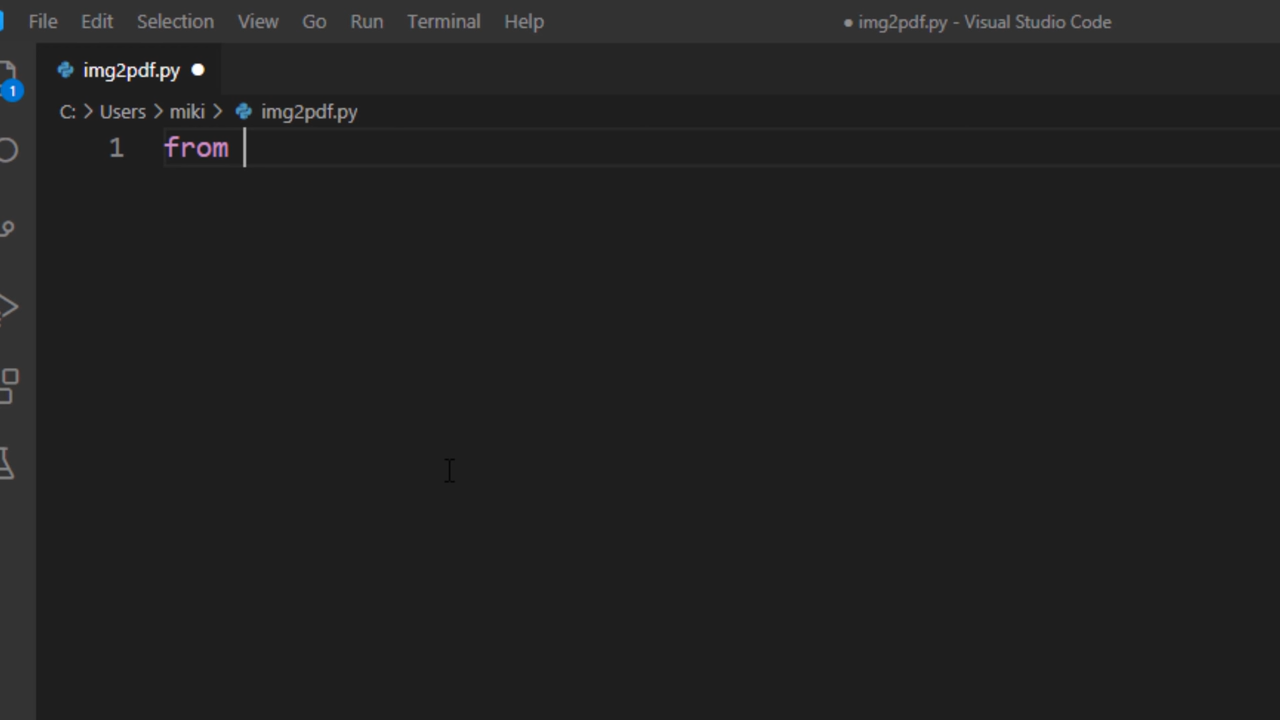 File Edit Selection View Go Run Terminal Help ● img2pdf.py - Visual Studio Code
img2pdf.py ●
1
C: > Users > miki > img2pdf.py
1 from